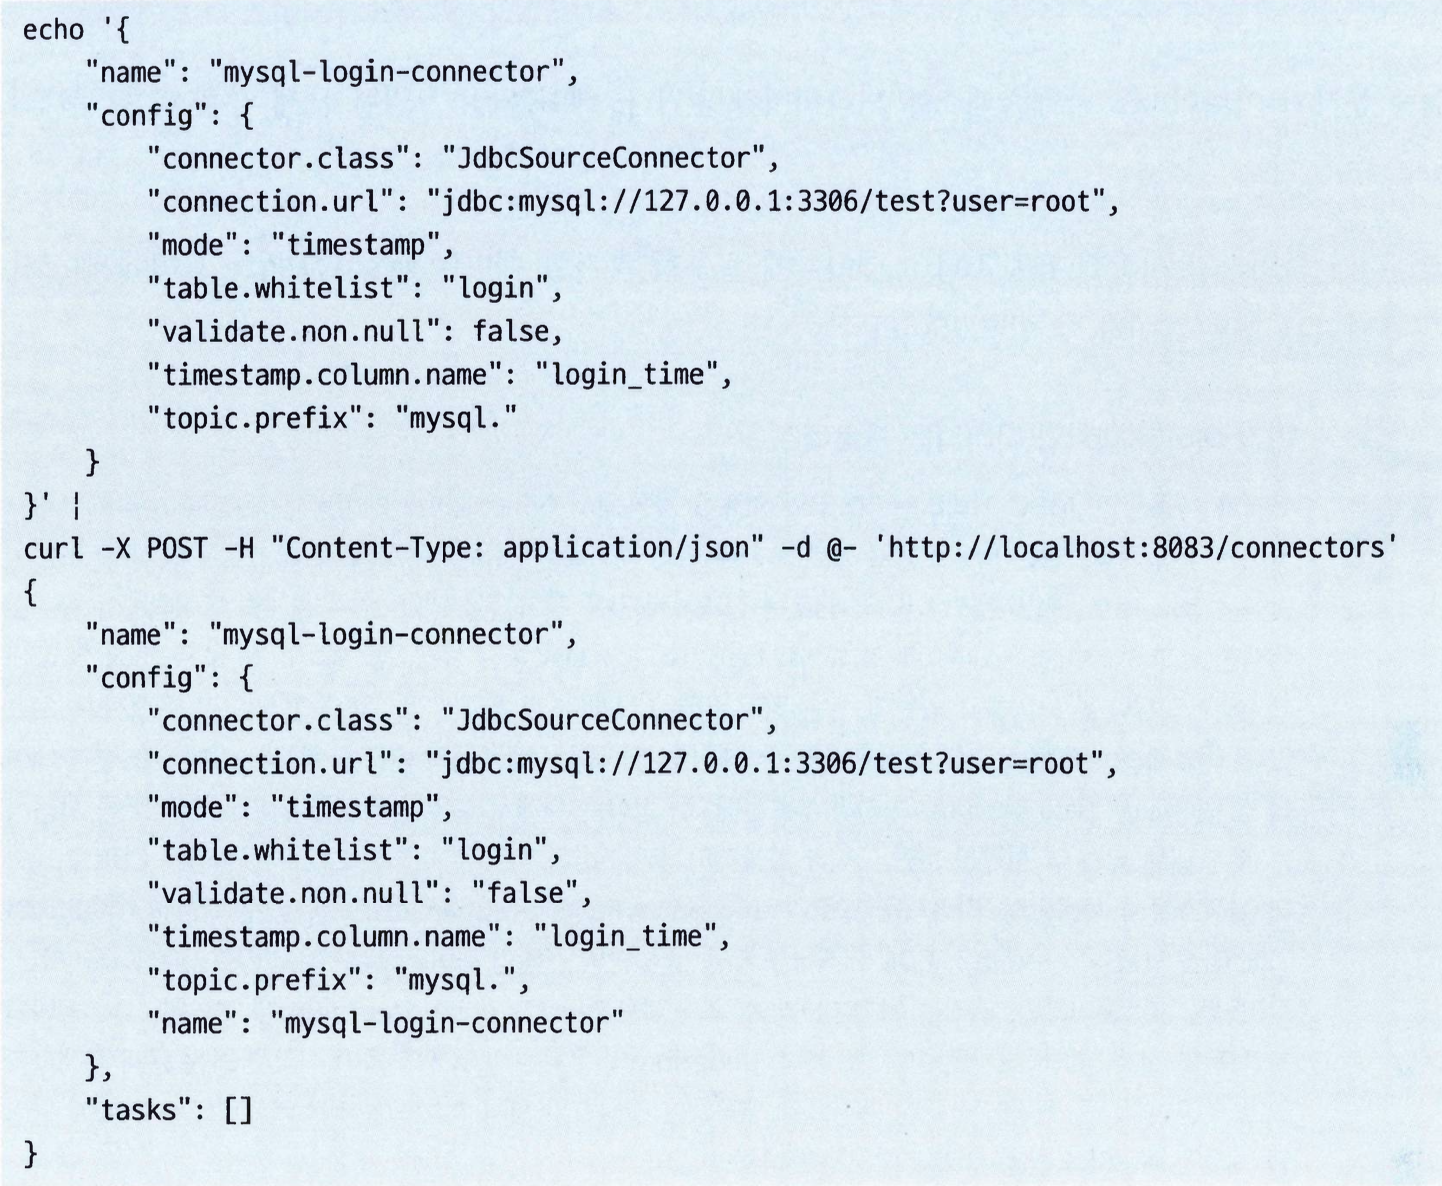 echo '{
    "name": "mysql-login-connector",
    "config": {
        "connector.class": "JdbcSourceConnector",
        "connection.url": "jdbc:mysql://127.0.0.1:3306/test?user=root",
        "mode": "timestamp",
        "table.whitelist": "login",
        "validate.non.null": false,
        "timestamp.column.name": "login_time",
        "topic.prefix": "mysql."
    }
}' ¦
curl -X POST -H "Content-Type: application/json" -d @- 'http://localhost:8083/connectors'
{
    "name": "mysql-login-connector",
    "config": {
        "connector.class": "JdbcSourceConnector",
        "connection.url": "jdbc:mysql://127.0.0.1:3306/test?user=root",
        "mode": "timestamp",
        "table.whitelist": "login",
        "validate.non.null": "false",
        "timestamp.column.name": "login_time",
        "topic.prefix": "mysql.",
        "name": "mysql-login-connector"
    },
    "tasks": []
}